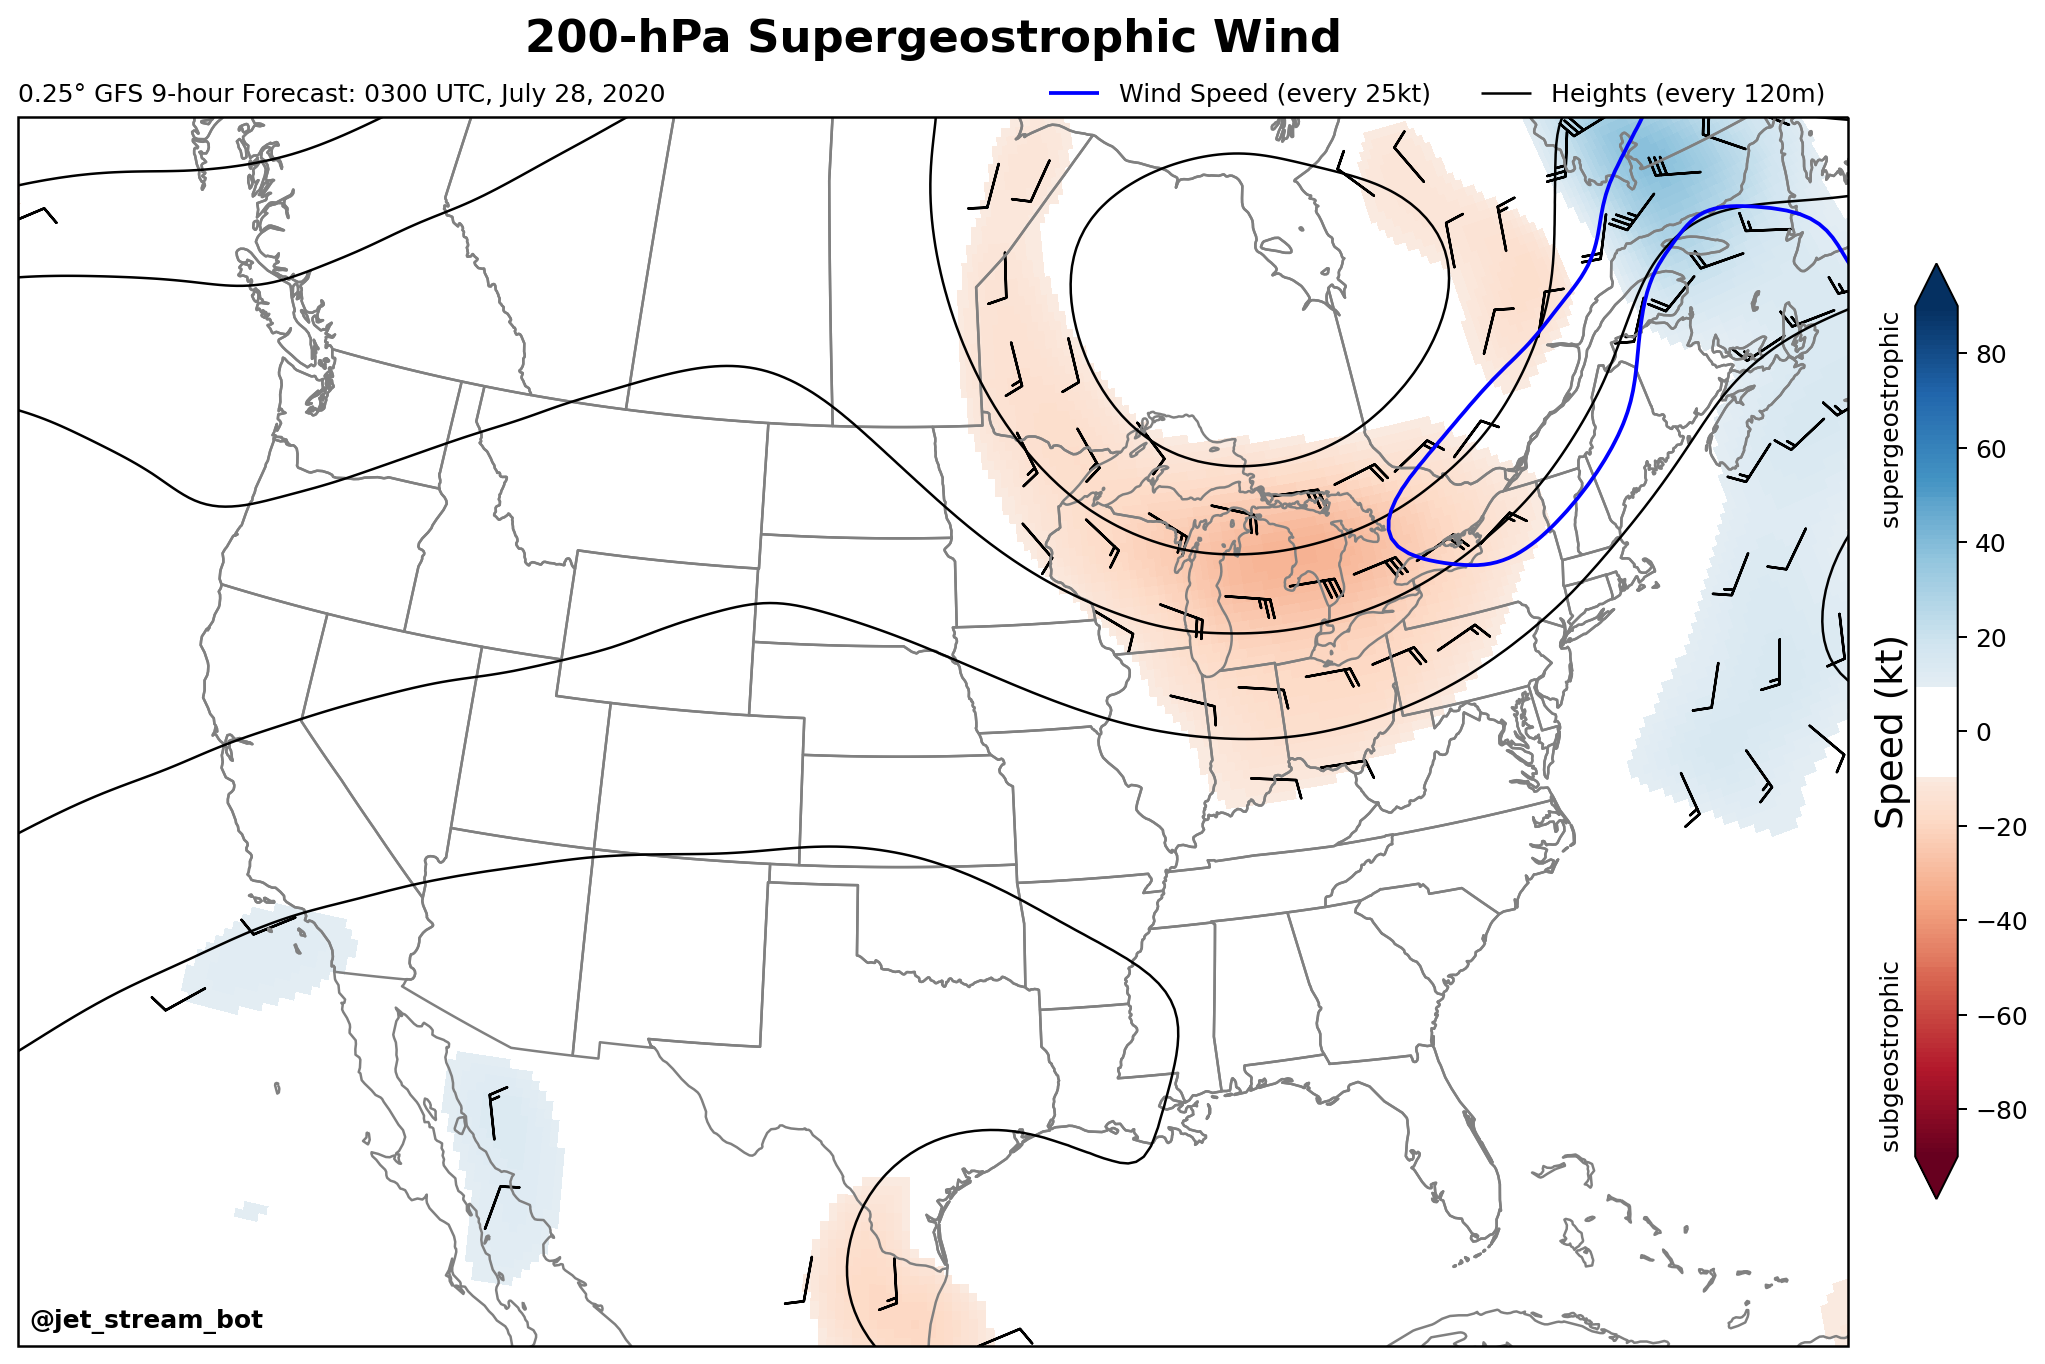 200-hPa Supergeostrophic Wind
0.25° GFS 9-hour Forecast: 0300 UTC, July 28, 2020
Wind Speed (every 25kt)
Heights (every 120m)
supergeostrophic
Speed (kt)
subgeostrophic
80
60
40
20
0
−20
−40
−60
−80
@jet_stream_bot